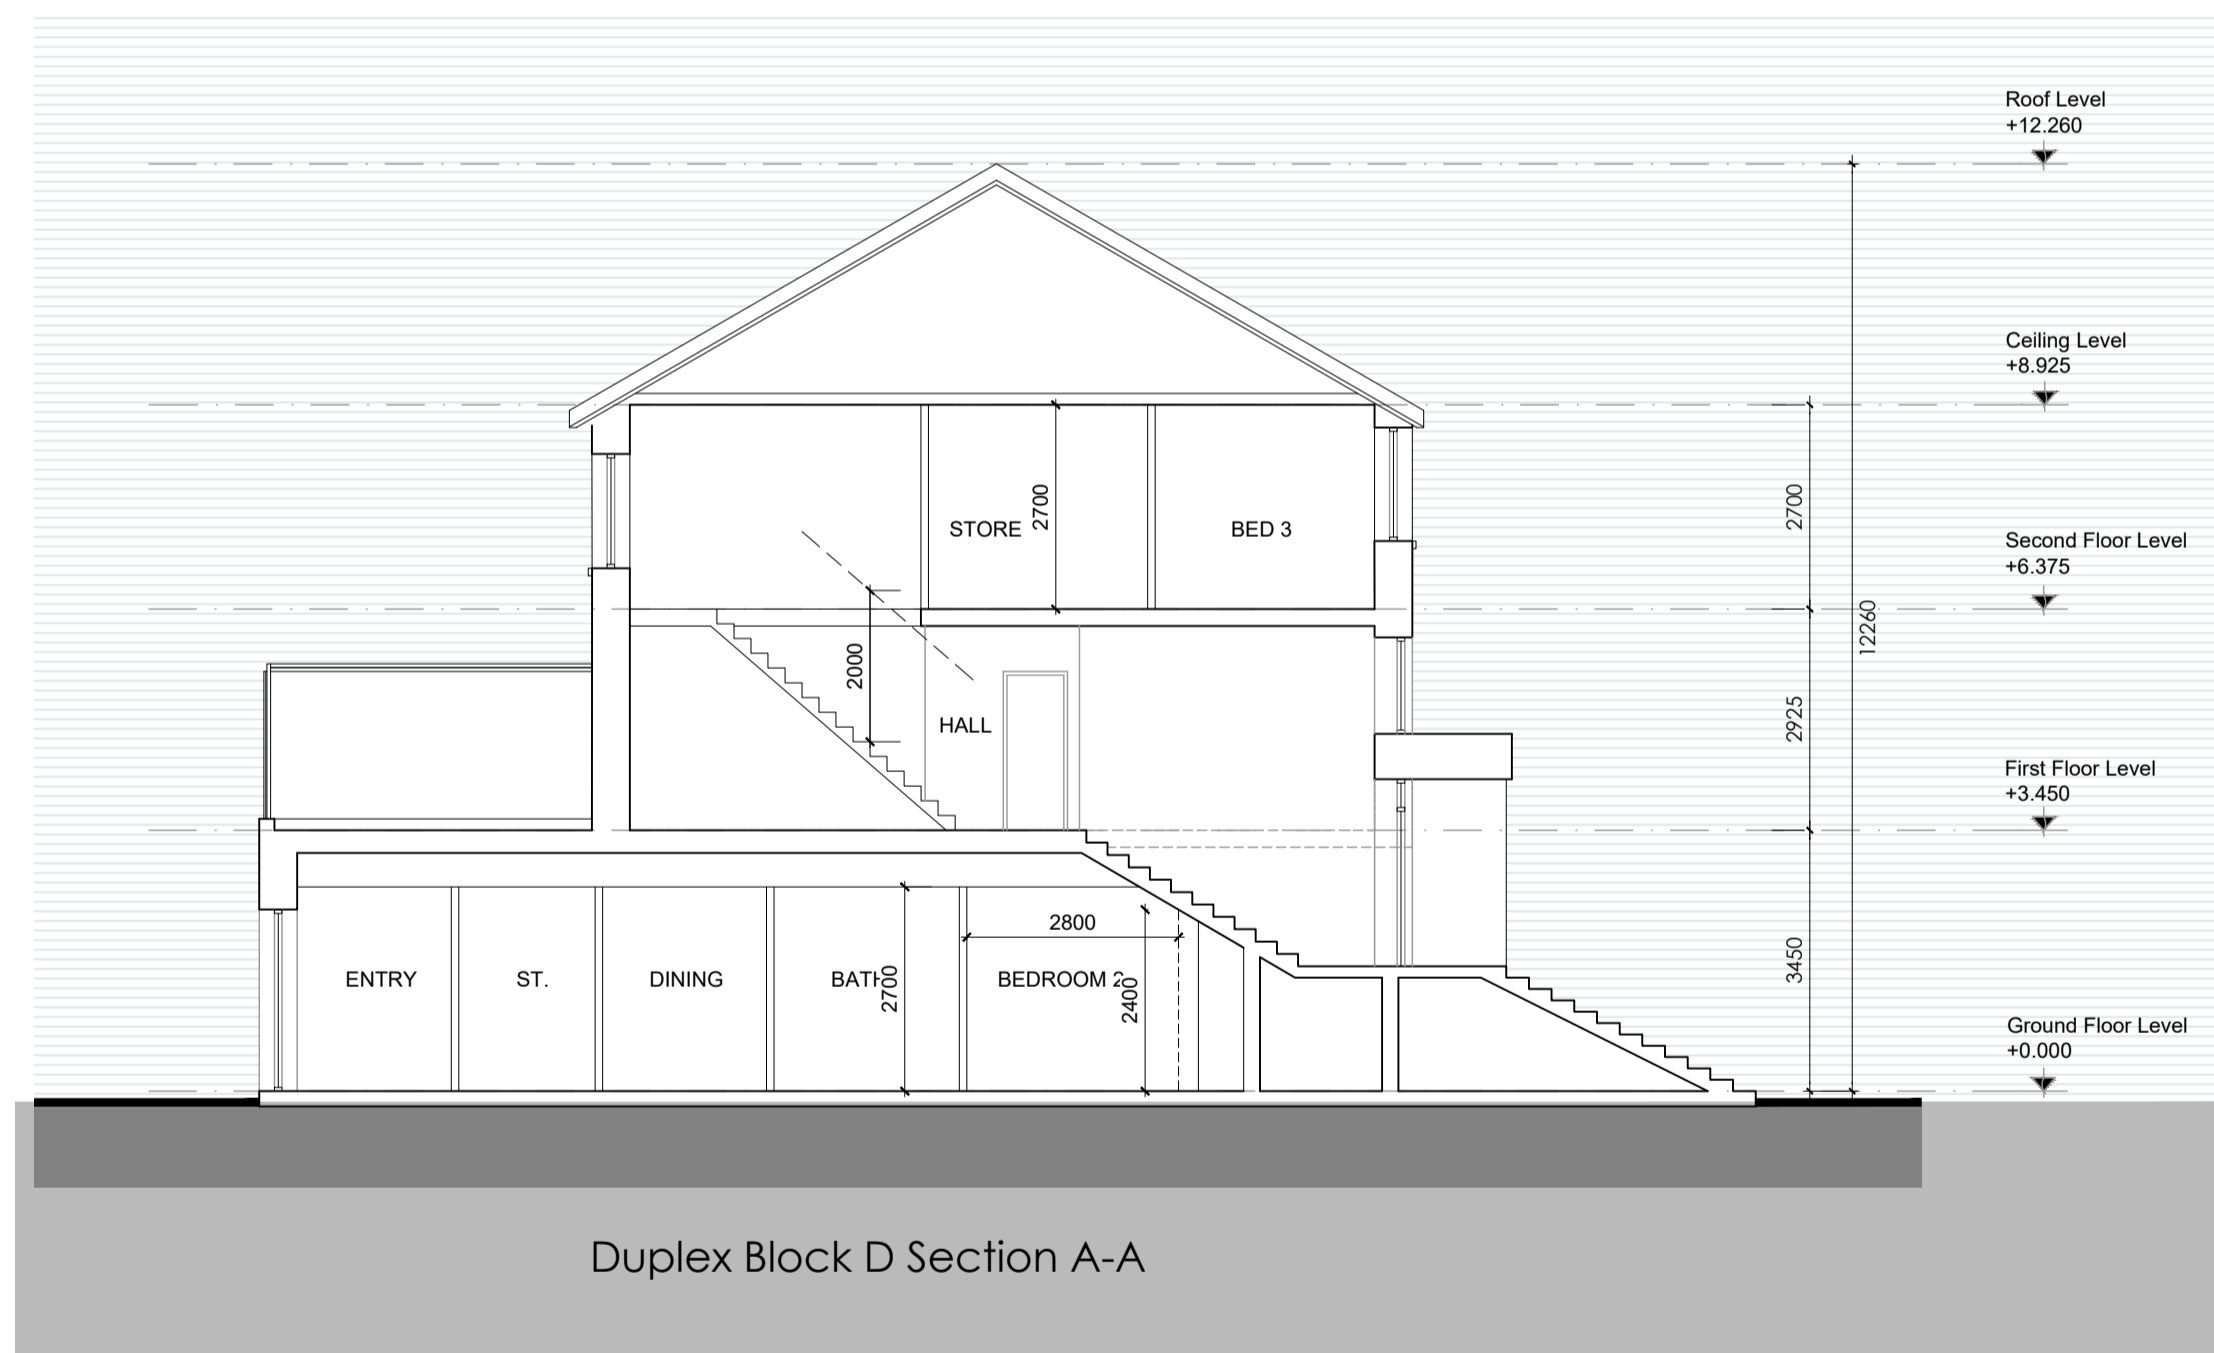 Roof Level
+12.260
Ceiling Level
+8.925
2700
STORE
BED 3
2700
Second Floor Level
+6.375
12260
2000
HALL
2925
First Floor Level
+3.450
2800
ENTRY
ST.
DINING
BATH
2700
BEDROOM 2
2400
3450
Ground Floor Level
+0.000
Duplex Block D Section A-A